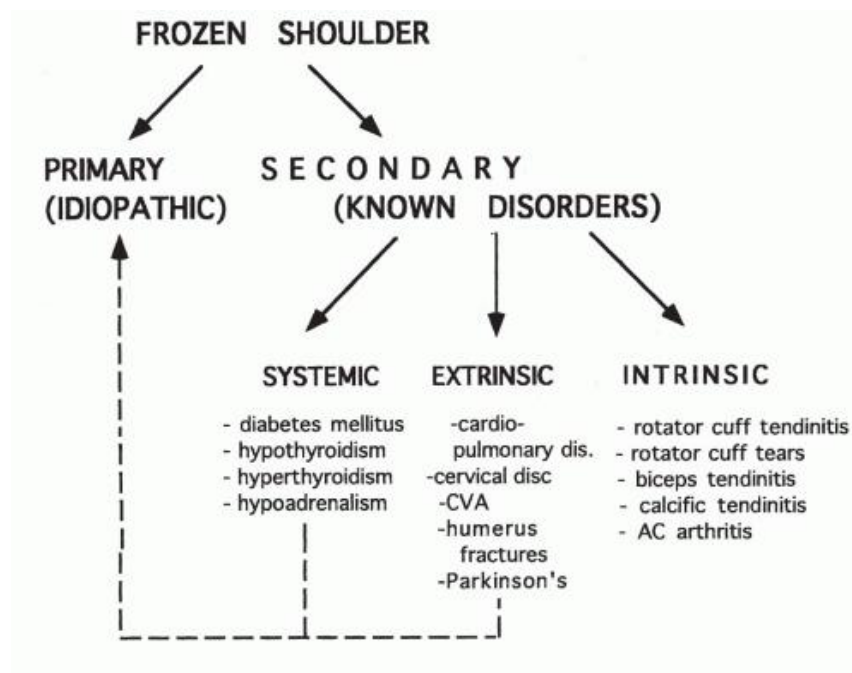 FROZEN SHOULDER
PRIMARY
(IDIOPATHIC)
SECONDARY
(KNOWN DISORDERS)
SYSTEMIC
- diabetes mellitus
- hypothyroidism
- hyperthyroidism
- hypoadrenalism
EXTRINSIC
-cardio-
pulmonary dis.
-cervical disc
-CVA
-humerus
fractures
-Parkinson's
INTRINSIC
- rotator cuff tendinitis
- rotator cuff tears
- biceps tendinitis
- calcific tendinitis
- AC arthritis